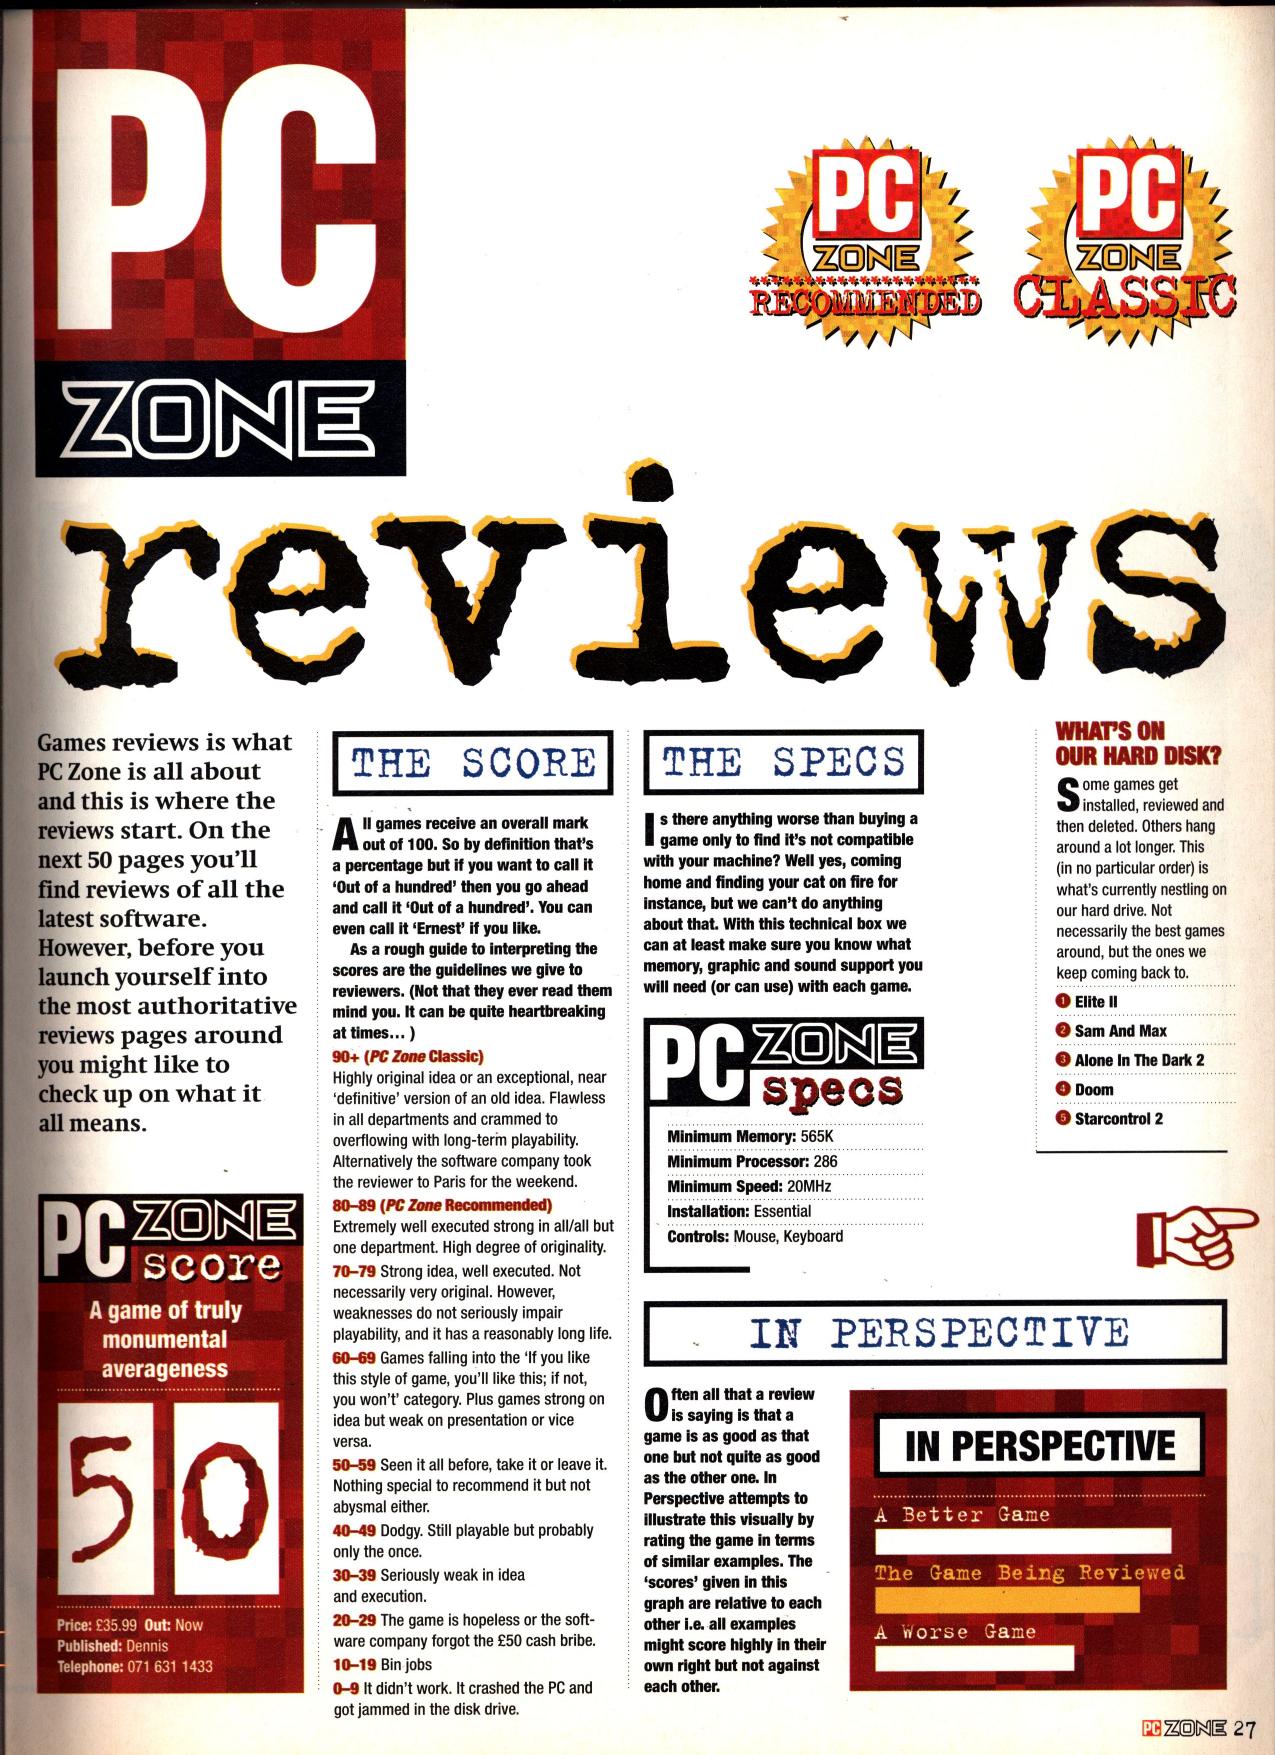 PC
ZONE
PC
ZONE
RECOMMENDED
PC
ZONE
CLASSIC
reviews
Games reviews is what
PC Zone is all about
and this is where the
reviews start. On the
next 50 pages you'll
find reviews of all the
latest software.
However, before you
launch yourself into
the most authoritative
reviews pages around
you might like to
check up on what it
all means.
PC ZONE
score
A game of truly
monumental
averageness
50
Price: £35.99 Out: Now
Published: Dennis
Telephone: 071 631 1433
THE SCORE
All games receive an overall mark
out of 100. So by definition that's
a percentage but if you want to call it
'Out of a hundred' then you go ahead
and call it 'Out of a hundred'. You can
even call it 'Ernest' if you like.
As a rough guide to interpreting the
scores are the guidelines we give to
reviewers. (Not that they ever read them
mind you. It can be quite heartbreaking
at times... )
90+ (PC Zone Classic)
Highly original idea or an exceptional, near
'definitive' version of an old idea. Flawless
in all departments and crammed to
overflowing with long-term playability.
Alternatively the software company took
the reviewer to Paris for the weekend.
80–89 (PC Zone Recommended)
Extremely well executed strong in all/all but
one department. High degree of originality.
70–79 Strong idea, well executed. Not
necessarily very original. However,
weaknesses do not seriously impair
playability, and it has a reasonably long life.
60–69 Games falling into the 'If you like
this style of game, you'll like this; if not,
you won't' category. Plus games strong on
idea but weak on presentation or vice
versa.
50–59 Seen it all before, take it or leave it.
Nothing special to recommend it but not
abysmal either.
40–49 Dodgy. Still playable but probably
only the once.
30–39 Seriously weak in idea
and execution.
20–29 The game is hopeless or the soft-
ware company forgot the £50 cash bribe.
10–19 Bin jobs
0–9 It didn't work. It crashed the PC and
got jammed in the disk drive.
THE SPECS
Is there anything worse than buying a
game only to find it's not compatible
with your machine? Well yes, coming
home and finding your cat on fire for
instance, but we can't do anything
about that. With this technical box we
can at least make sure you know what
memory, graphic and sound support you
will need (or can use) with each game.
PC ZONE
specs
Minimum Memory: 565K
Minimum Processor: 286
Minimum Speed: 20MHz
Installation: Essential
Controls: Mouse, Keyboard
WHAT'S ON
OUR HARD DISK?
Some games get
installed, reviewed and
then deleted. Others hang
around a lot longer. This
(in no particular order) is
what's currently nestling on
our hard drive. Not
necessarily the best games
around, but the ones we
keep coming back to.
1 Elite II
2 Sam And Max
3 Alone In The Dark 2
4 Doom
5 Starcontrol 2
IN PERSPECTIVE
Often all that a review
is saying is that a
game is as good as that
one but not quite as good
as the other one. In
Perspective attempts to
illustrate this visually by
rating the game in terms
of similar examples. The
'scores' given in this
graph are relative to each
other i.e. all examples
might score highly in their
own right but not against
each other.
IN PERSPECTIVE
A Better Game
The Game Being Reviewed
A Worse Game
PC ZONE 27